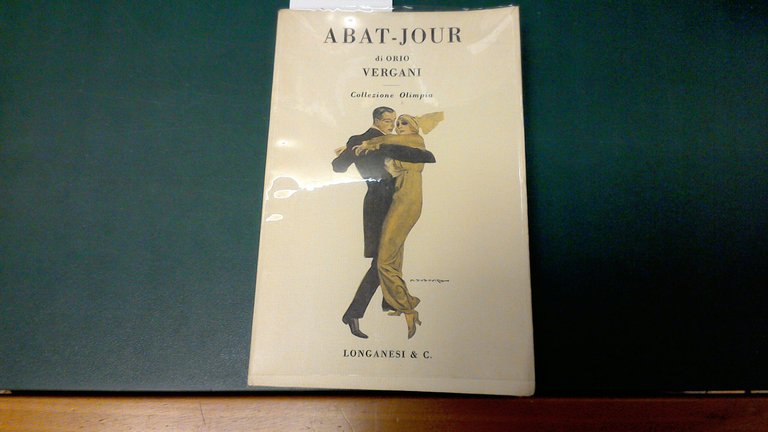 ABAT-JOUR
di ORIO
VERGANI
Collezione Olimpia
LONGANESI & C.